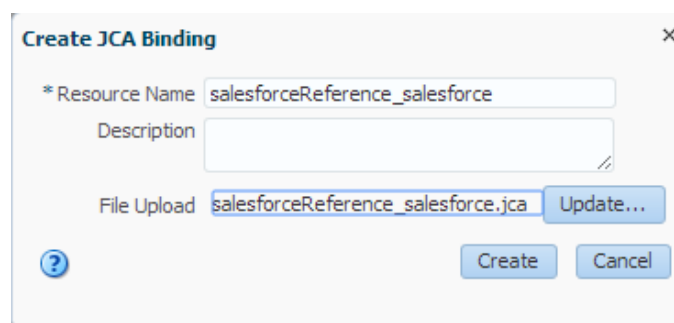 Create JCA Binding ×
* Resource Name salesforceReference_salesforce
Description
File Upload salesforceReference_salesforce.jca Update...
? Create Cancel